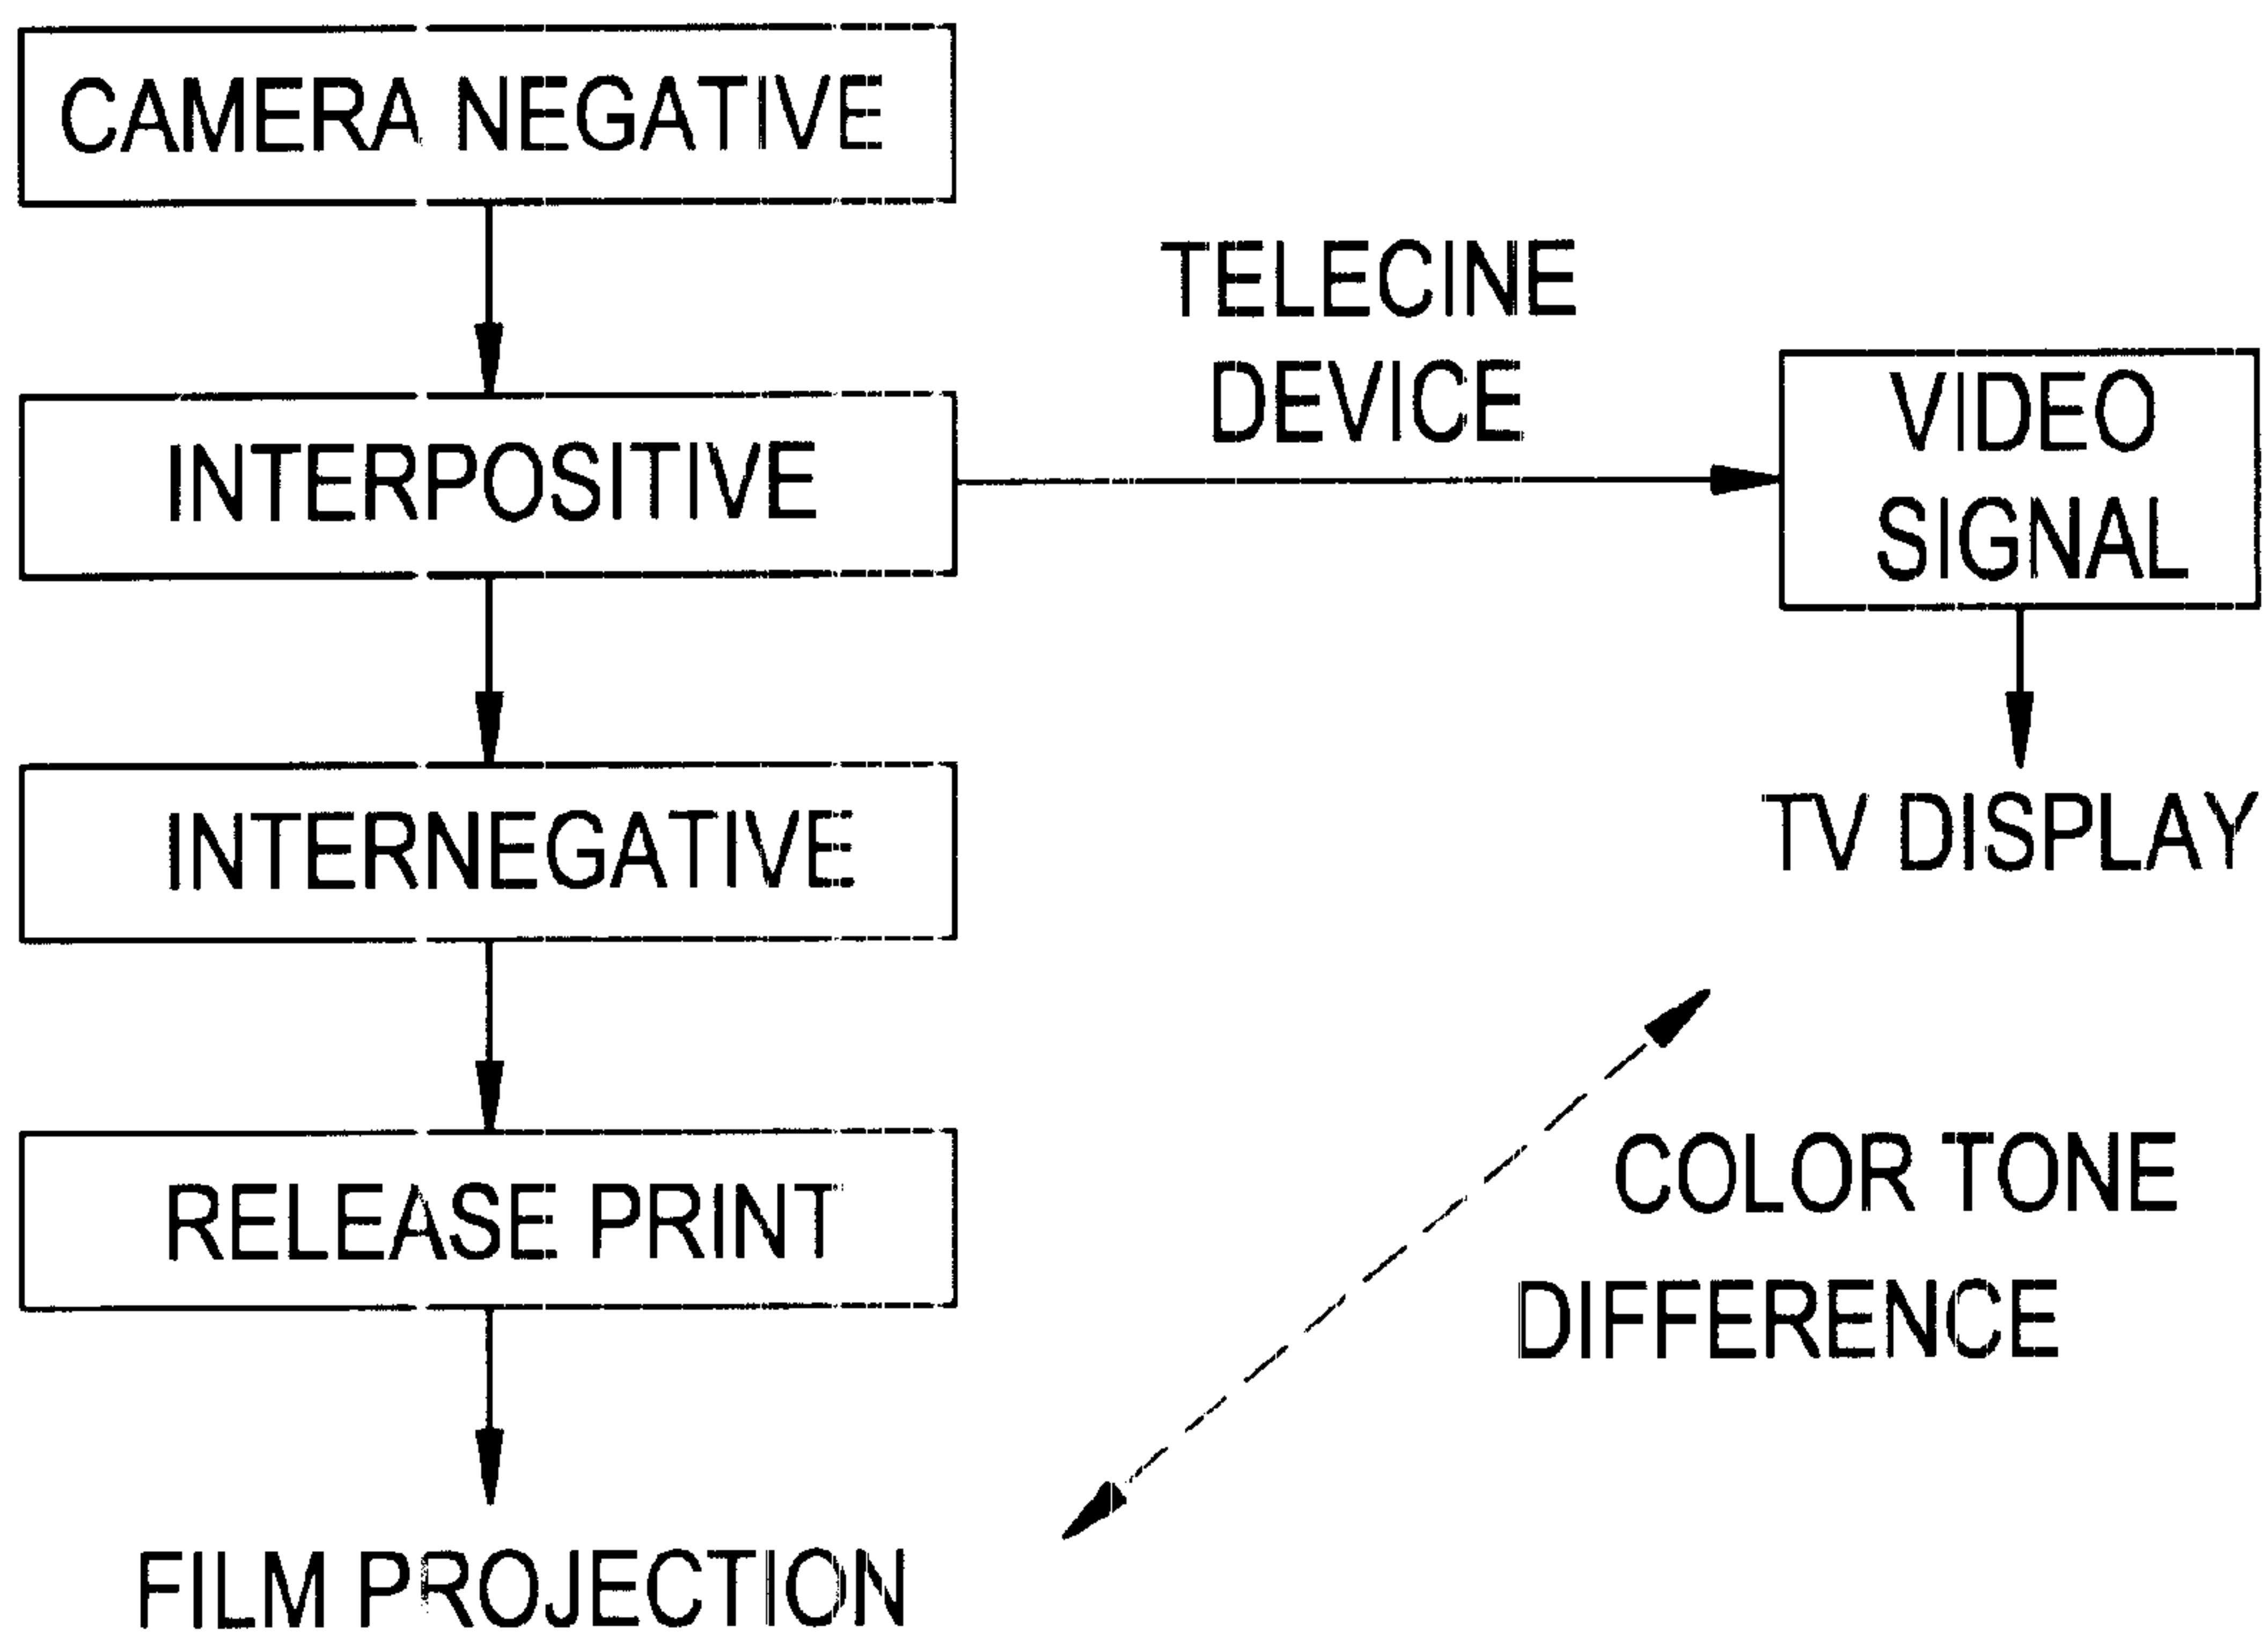 CAMERA NEGATIVE
TELECINE
DEVICE
INTERPOSITIVE
VIDEO
SIGNAL
INTERNEGATIVE
TV DISPLAY
RELEASE PRINT
COLOR TONE
DIFFERENCE
FILM PROJECTION